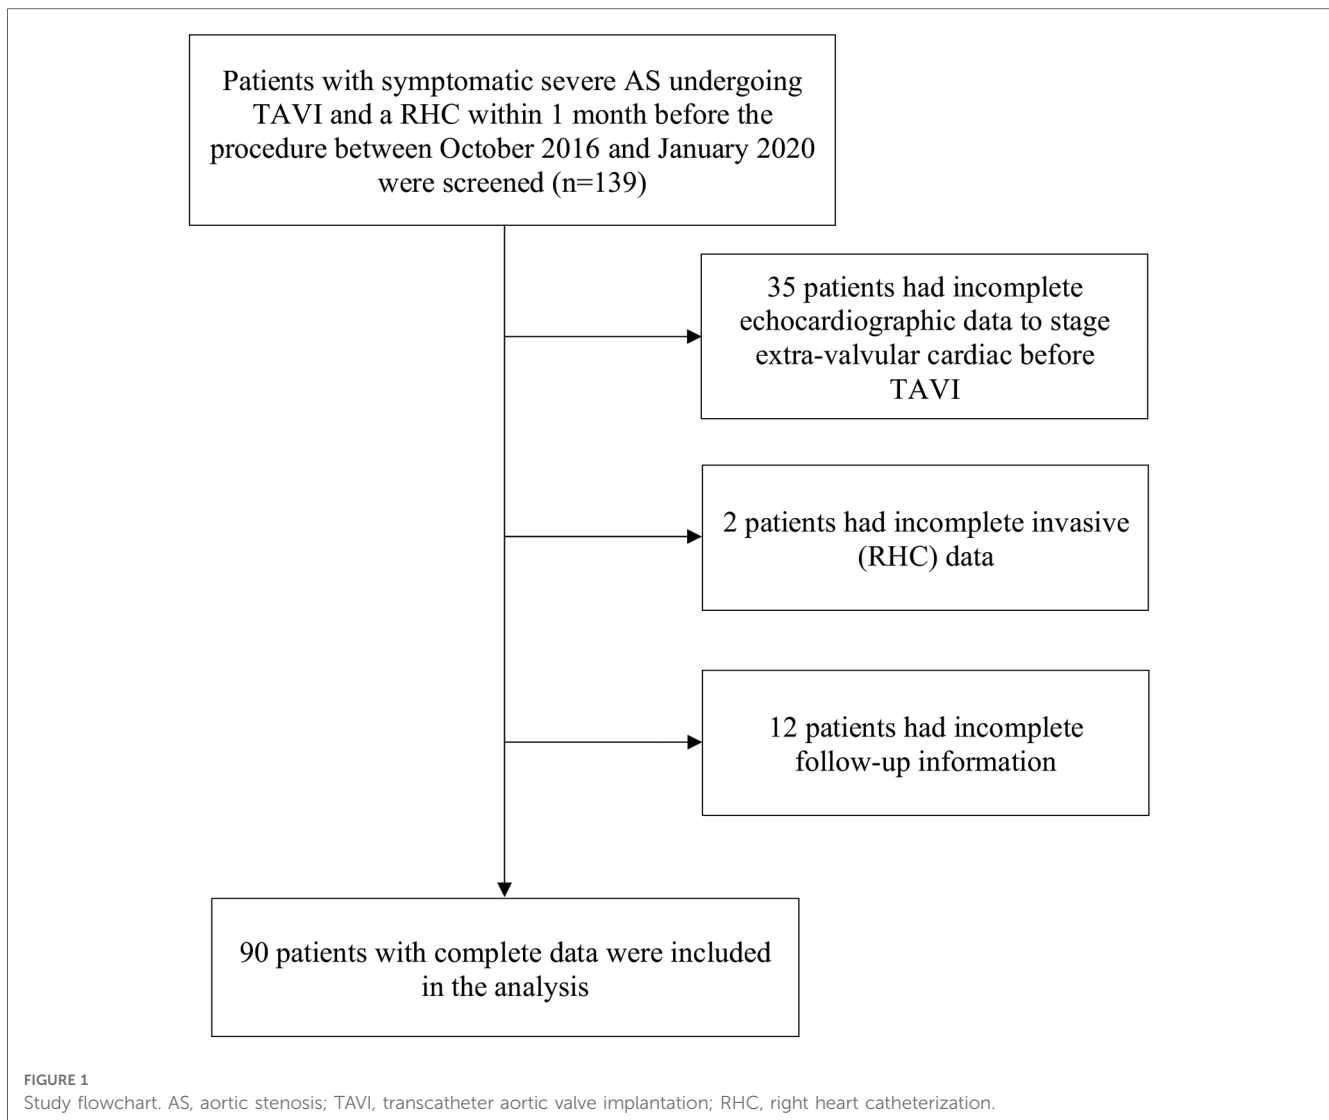 Patients with symptomatic severe AS undergoing
TAVI and a RHC within 1 month before the
procedure between October 2016 and January 2020
were screened (n=139)
35 patients had incomplete
echocardiographic data to stage
extra-valvular cardiac before
TAVI
2 patients had incomplete invasive
(RHC) data
12 patients had incomplete
follow-up information
90 patients with complete data were included
in the analysis
FIGURE 1
Study flowchart. AS, aortic stenosis; TAVI, transcatheter aortic valve implantation; RHC, right heart catheterization.